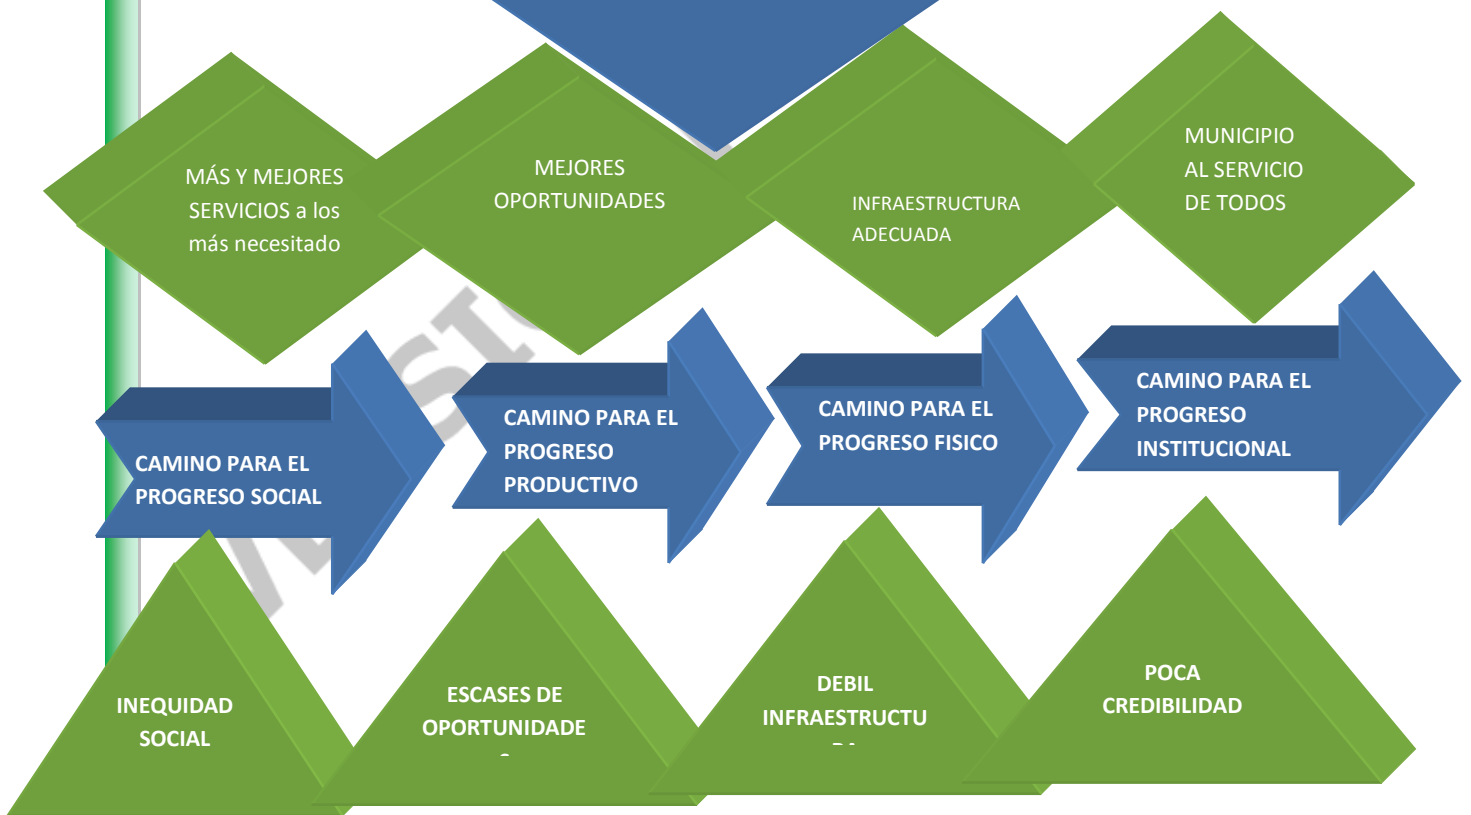 MÁS Y MEJORES
SERVICIOS a los
más necesitado
MEJORES
OPORTUNIDADES
INFRAESTRUCTURA
ADECUADA
MUNICIPIO
AL SERVICIO
DE TODOS
CAMINO PARA EL
PROGRESO SOCIAL
CAMINO PARA EL
PROGRESO
PRODUCTIVO
CAMINO PARA EL
PROGRESO FISICO
CAMINO PARA EL
PROGRESO
INSTITUCIONAL
INEQUIDAD
SOCIAL
ESCASES DE
OPORTUNIDADE
DEBIL
INFRAESTRUCTU
POCA
CREDIBILIDAD